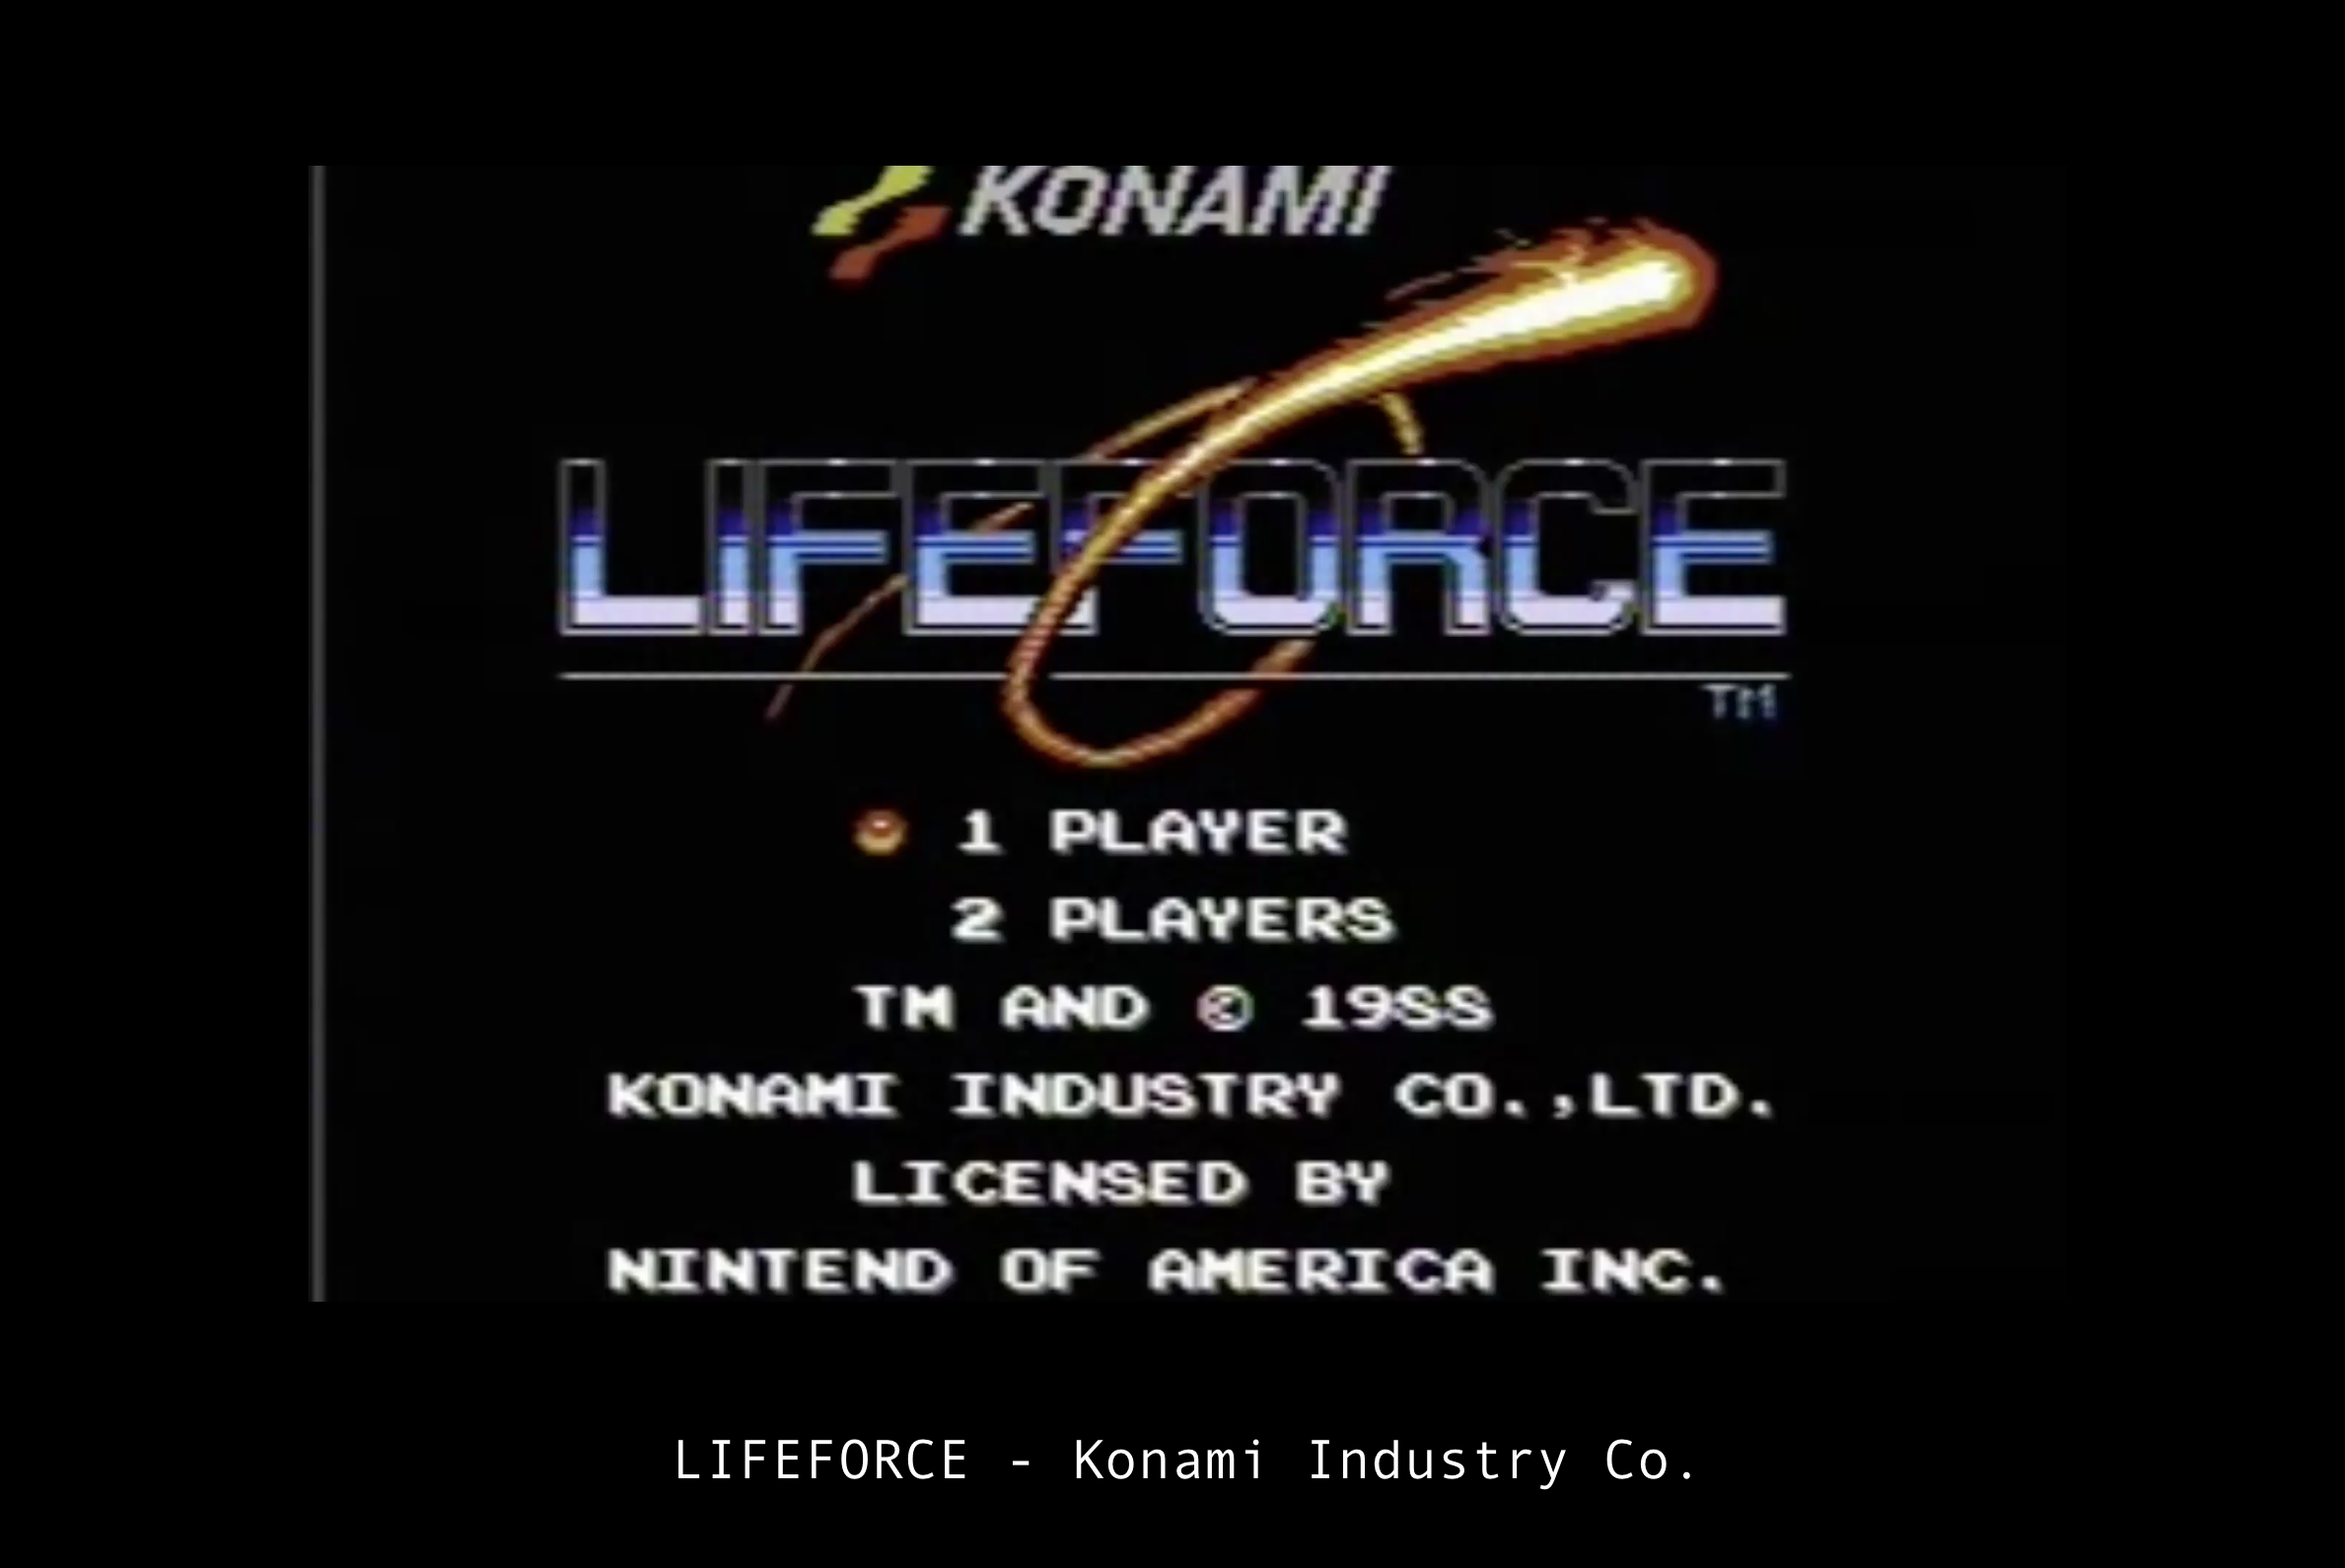 KONAMI
LIFEFORCE
TM
1 PLAYER
2 PLAYERS
TM AND © 1988
KONAMI INDUSTRY CO.,LTD.
LICENSED BY
NINTEND OF AMERICA INC.
LIFEFORCE - Konami Industry Co.